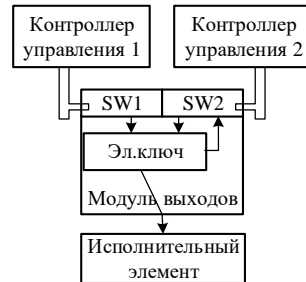 Контроллер
управления 1
Контроллер
управления 2
SW1
SW2
Эл.ключ
Модуль выходов
Исполнительный
элемент